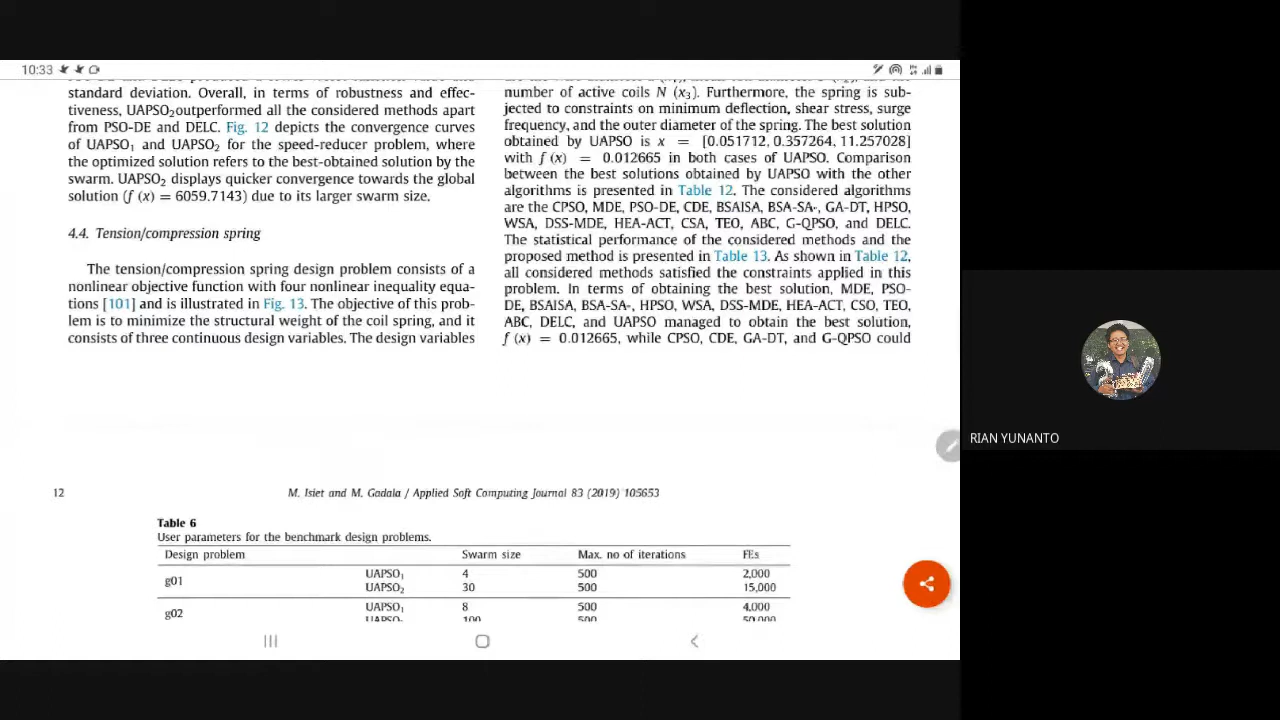 10:33
standard deviation. Overall, in terms of robustness and effec-
tiveness, UAPSO2outperformed all the considered methods apart
from PSO-DE and DELC. Fig. 12 depicts the convergence curves
of UAPSO1 and UAPSO2 for the speed-reducer problem, where
the optimized solution refers to the best-obtained solution by the
swarm. UAPSO2 displays quicker convergence towards the global
solution (f (x) = 6059.7143) due to its larger swarm size.
4.4. Tension/compression spring
The tension/compression spring design problem consists of a
nonlinear objective function with four nonlinear inequality equa-
tions [101] and is illustrated in Fig. 13. The objective of this prob-
lem is to minimize the structural weight of the coil spring, and it
consists of three continuous design variables. The design variables
number of active coils N (x3). Furthermore, the spring is sub-
jected to constraints on minimum deflection, shear stress, surge
frequency, and the outer diameter of the spring. The best solution
obtained by UAPSO is x = [0.051712, 0.357264, 11.257028]
with f (x) = 0.012665 in both cases of UAPSO. Comparison
between the best solutions obtained by UAPSO with the other
algorithms is presented in Table 12. The considered algorithms
are the CPSO, MDE, PSO-DE, CDE, BSAISA, BSA-SA-, GA-DT, HPSO,
WSA, DSS-MDE, HEA-ACT, CSA, TEO, ABC, G-QPSO, and DELC.
The statistical performance of the considered methods and the
proposed method is presented in Table 13. As shown in Table 12,
all considered methods satisfied the constraints applied in this
problem. In terms of obtaining the best solution, MDE, PSO-
DE, BSAISA, BSA-SA-, HPSO, WSA, DSS-MDE, HEA-ACT, CSO, TEO,
ABC, DELC, and UAPSO managed to obtain the best solution,
f (x) = 0.012665, while CPSO, CDE, GA-DT, and G-QPSO could
12 M. Isiet and M. Gadala / Applied Soft Computing Journal 83 (2019) 105653
Table 6
User parameters for the benchmark design problems.
Design problem Swarm size Max. no of iterations FEs
g01 UAPSO1 4 500 2,000
UAPSO2 30 500 15,000
g02 UAPSO1 8 500 4,000
100 500 50,000
RIAN YUNANTO